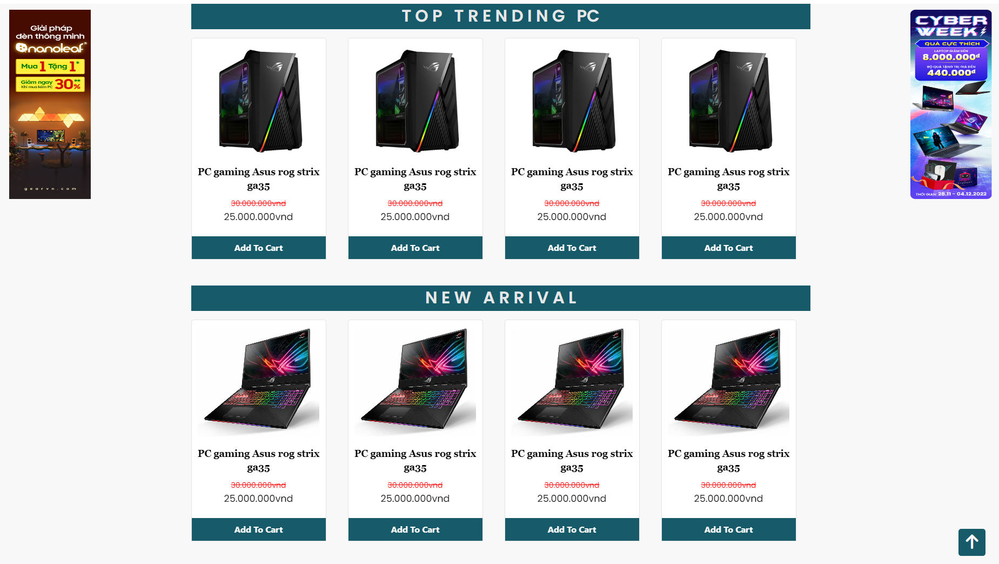 TOP TRENDING PC
Giải pháp
đèn thông minh
nanoleaf®
Mua 1 Tặng 1*
Giảm ngay
Khi mua kèm PC
30%**
gearvn.com
CYBER
WEEK
QUÀ CỰC THÍCH
LAPTOP GIẢM ĐẾN
8.000.000đ
BỘ QUÀ TẶNG TRỊ GIÁ ĐẾN
440.000đ
THỜI GIAN: 28.11 – 04.12.2022
PC gaming Asus rog strix
ga35
30.000.000vnd
25.000.000vnd
Add To Cart
PC gaming Asus rog strix
ga35
30.000.000vnd
25.000.000vnd
Add To Cart
PC gaming Asus rog strix
ga35
30.000.000vnd
25.000.000vnd
Add To Cart
PC gaming Asus rog strix
ga35
30.000.000vnd
25.000.000vnd
Add To Cart
NEW ARRIVAL
PC gaming Asus rog strix
ga35
30.000.000vnd
25.000.000vnd
Add To Cart
PC gaming Asus rog strix
ga35
30.000.000vnd
25.000.000vnd
Add To Cart
PC gaming Asus rog strix
ga35
30.000.000vnd
25.000.000vnd
Add To Cart
PC gaming Asus rog strix
ga35
30.000.000vnd
25.000.000vnd
Add To Cart